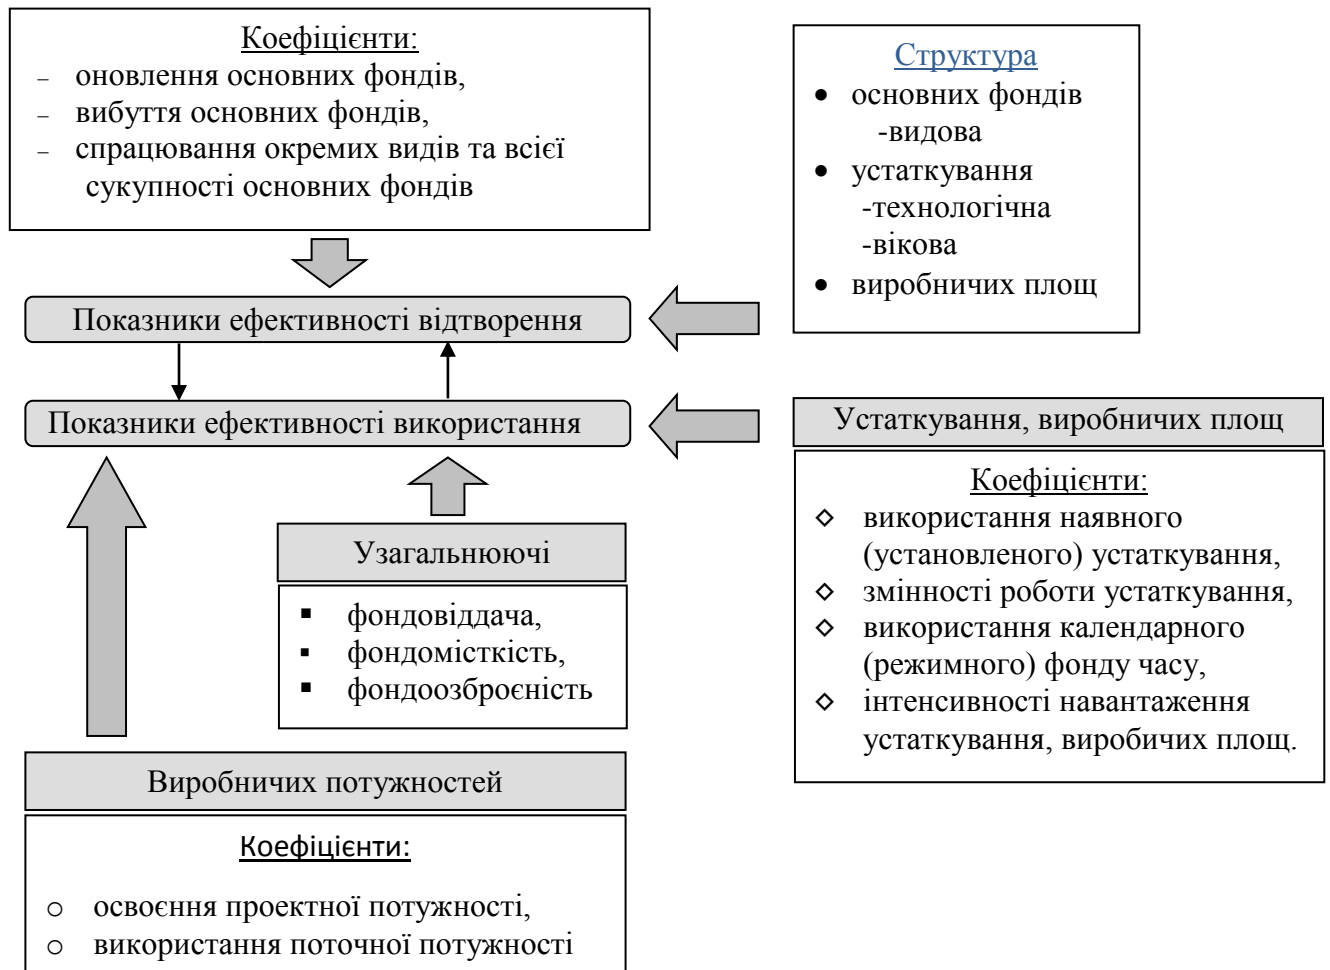 Коефіцієнти:
– оновлення основних фондів,
– вибуття основних фондів,
– спрацювання окремих видів та всієї
сукупності основних фондів
Структура
• основних фондів
-видова
• устаткування
-технологічна
-вікова
• виробничих площ
Показники ефективності відтворення
Показники ефективності використання
Устаткування, виробничих площ
Коефіцієнти:
◇ використання наявного
(установленого) устаткування,
◇ змінності роботи устаткування,
◇ використання календарного
(режимного) фонду часу,
◇ інтенсивності навантаження
устаткування, виробичих площ.
Узагальнюючі
▪ фондовіддача,
▪ фондомісткість,
▪ фондоозброєність
Виробничих потужностей
Коефіцієнти:
o освоєння проектної потужності,
o використання поточної потужності